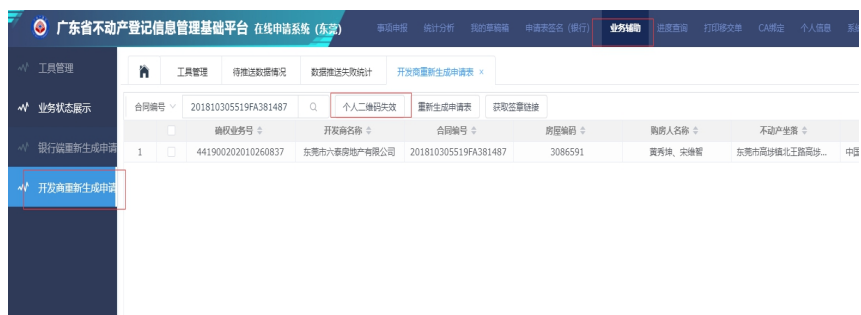 广东省不动产登记信息管理基础平台 在线申请系统 (东莞) 事项申报 统计分析 我的草稿箱 申请表签名 (银行) 业务辅助 进度查询 打印移交单 CA绑定 个人信息
工具管理 工具管理 待推送数据情况 数据推送失败统计 开发商重新生成申请表 ×
业务状态展示 合同编号 201810305519FA381487 个人二维码失效 重新生成申请表 获取签章链接
确权业务号 开发商名称 合同编号 房屋编码 购房人名称 不动产坐落
银行端重新生成申请 1 441900202010260837 东莞市六泰房地产有限公司 201810305519FA381487 3086591 黄秀坤、宋维智 东莞市高埗镇北王路高埗... 中国
开发商重新生成申请